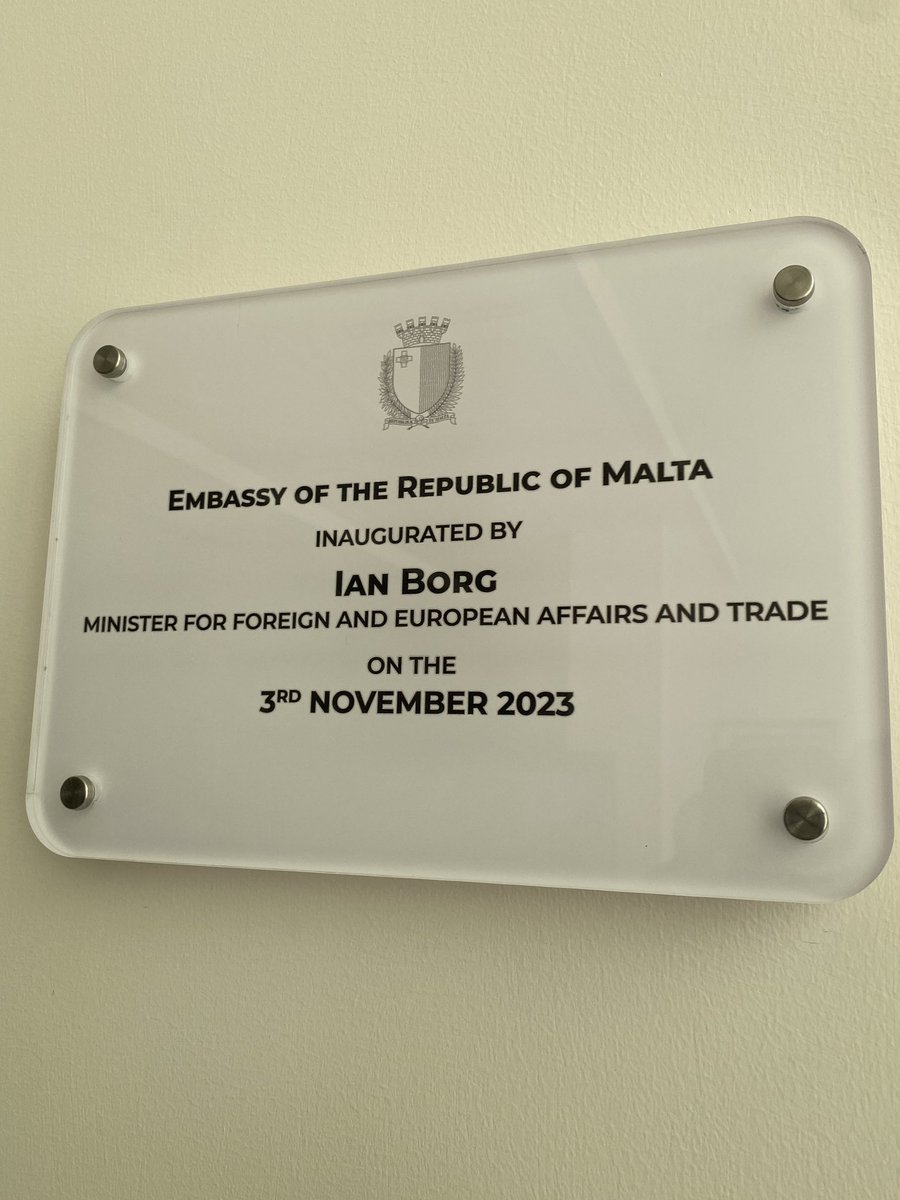 EMBASSY OF THE REPUBLIC OF MALTA
INAUGURATED BY
IAN BORG
MINISTER FOR FOREIGN AND EUROPEAN AFFAIRS AND TRADE
ON THE
3RD NOVEMBER 2023